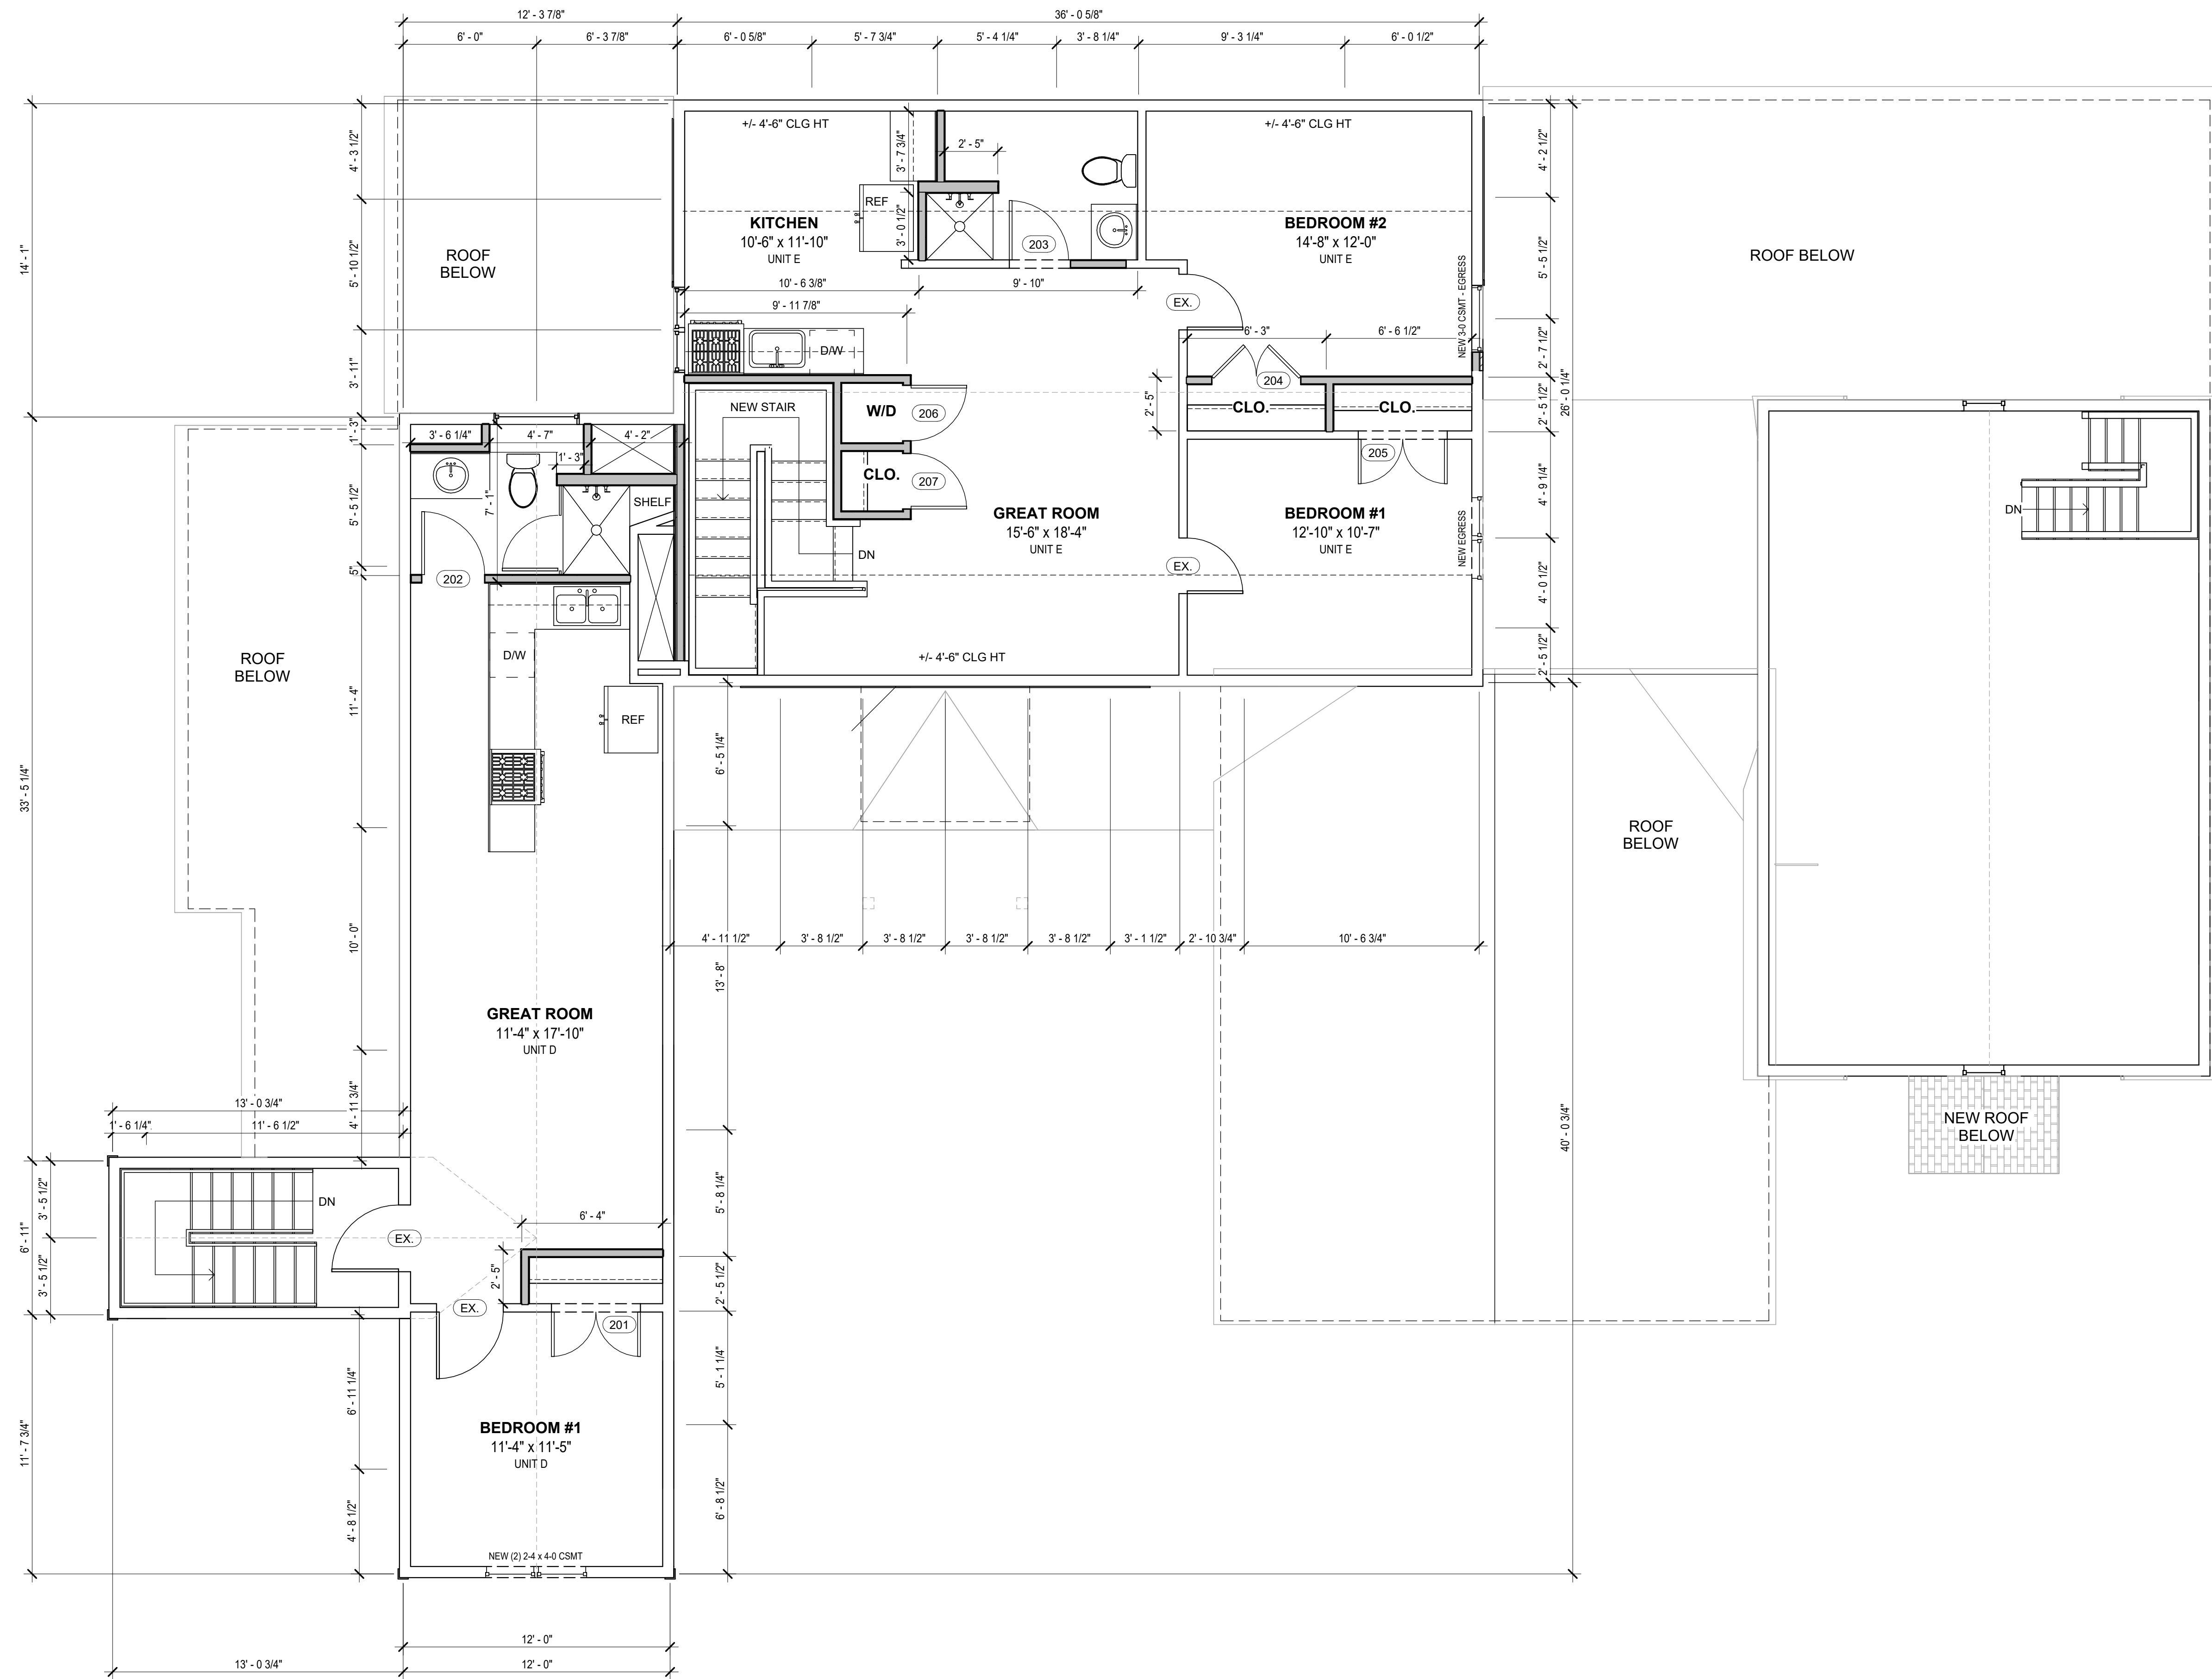 12' - 3 7/8"
36' - 0 5/8"
6' - 0"
6' - 3 7/8"
6' - 0 5/8"
5' - 7 3/4"
5' - 4 1/4"
3' - 8 1/4"
9' - 3 1/4"
6' - 0 1/2"
14' - 1"
33' - 5 1/4"
6' - 11"
11' - 7 3/4"
3' - 5 1/2"
3' - 5 1/2"
4' - 3 1/2"
5' - 10 1/2"
3' - 11"
1' - 3"
5' - 5 1/2"
5"
11' - 4"
10' - 0"
4' - 11 3/4"
6' - 11 1/4"
4' - 8 1/2"
ROOF
BELOW
ROOF
BELOW
+/- 4'-6" CLG HT
KITCHEN
10'-6" x 11'-10"
UNIT E
REF
3' - 7 3/4"
3' - 0 1/2"
2' - 5"
203
10' - 6 3/8"
9' - 10"
9' - 11 7/8"
D/W
+/- 4'-6" CLG HT
BEDROOM #2
14'-8" x 12'-0"
UNIT E
NEW 3-0 CSMT - EGRESS
EX.
6' - 3"
6' - 6 1/2"
204
2' - 5"
CLO.
CLO.
205
NEW STAIR
W/D
206
CLO.
207
DN
GREAT ROOM
15'-6" x 18'-4"
UNIT E
BEDROOM #1
12'-10" x 10'-7"
UNIT E
NEW EGRESS
EX.
+/- 4'-6" CLG HT
3' - 6 1/4"
4' - 7"
4' - 2"
1' - 3"
7' - 1"
SHELF
202
D/W
REF
GREAT ROOM
11'-4" x 17'-10"
UNIT D
13' - 0 3/4"
1' - 6 1/4"
11' - 6 1/2"
DN
EX.
6' - 4"
2' - 5"
EX.
201
BEDROOM #1
11'-4" x 11'-5"
UNIT D
NEW (2) 2-4 x 4-0 CSMT
12' - 0"
13' - 0 3/4"
12' - 0"
6' - 5 1/4"
13' - 8"
5' - 8 1/4"
2' - 5 1/2"
5' - 1 1/4"
6' - 8 1/2"
4' - 11 1/2"
3' - 8 1/2"
3' - 8 1/2"
3' - 8 1/2"
3' - 8 1/2"
3' - 1 1/2"
2' - 10 3/4"
10' - 6 3/4"
4' - 2 1/2"
5' - 5 1/2"
2' - 7 1/2"
2' - 5 1/2"
4' - 9 1/4"
4' - 0 1/2"
2' - 5 1/2"
26' - 0 1/4"
40' - 0 3/4"
ROOF BELOW
DN
ROOF
BELOW
NEW ROOF
BELOW